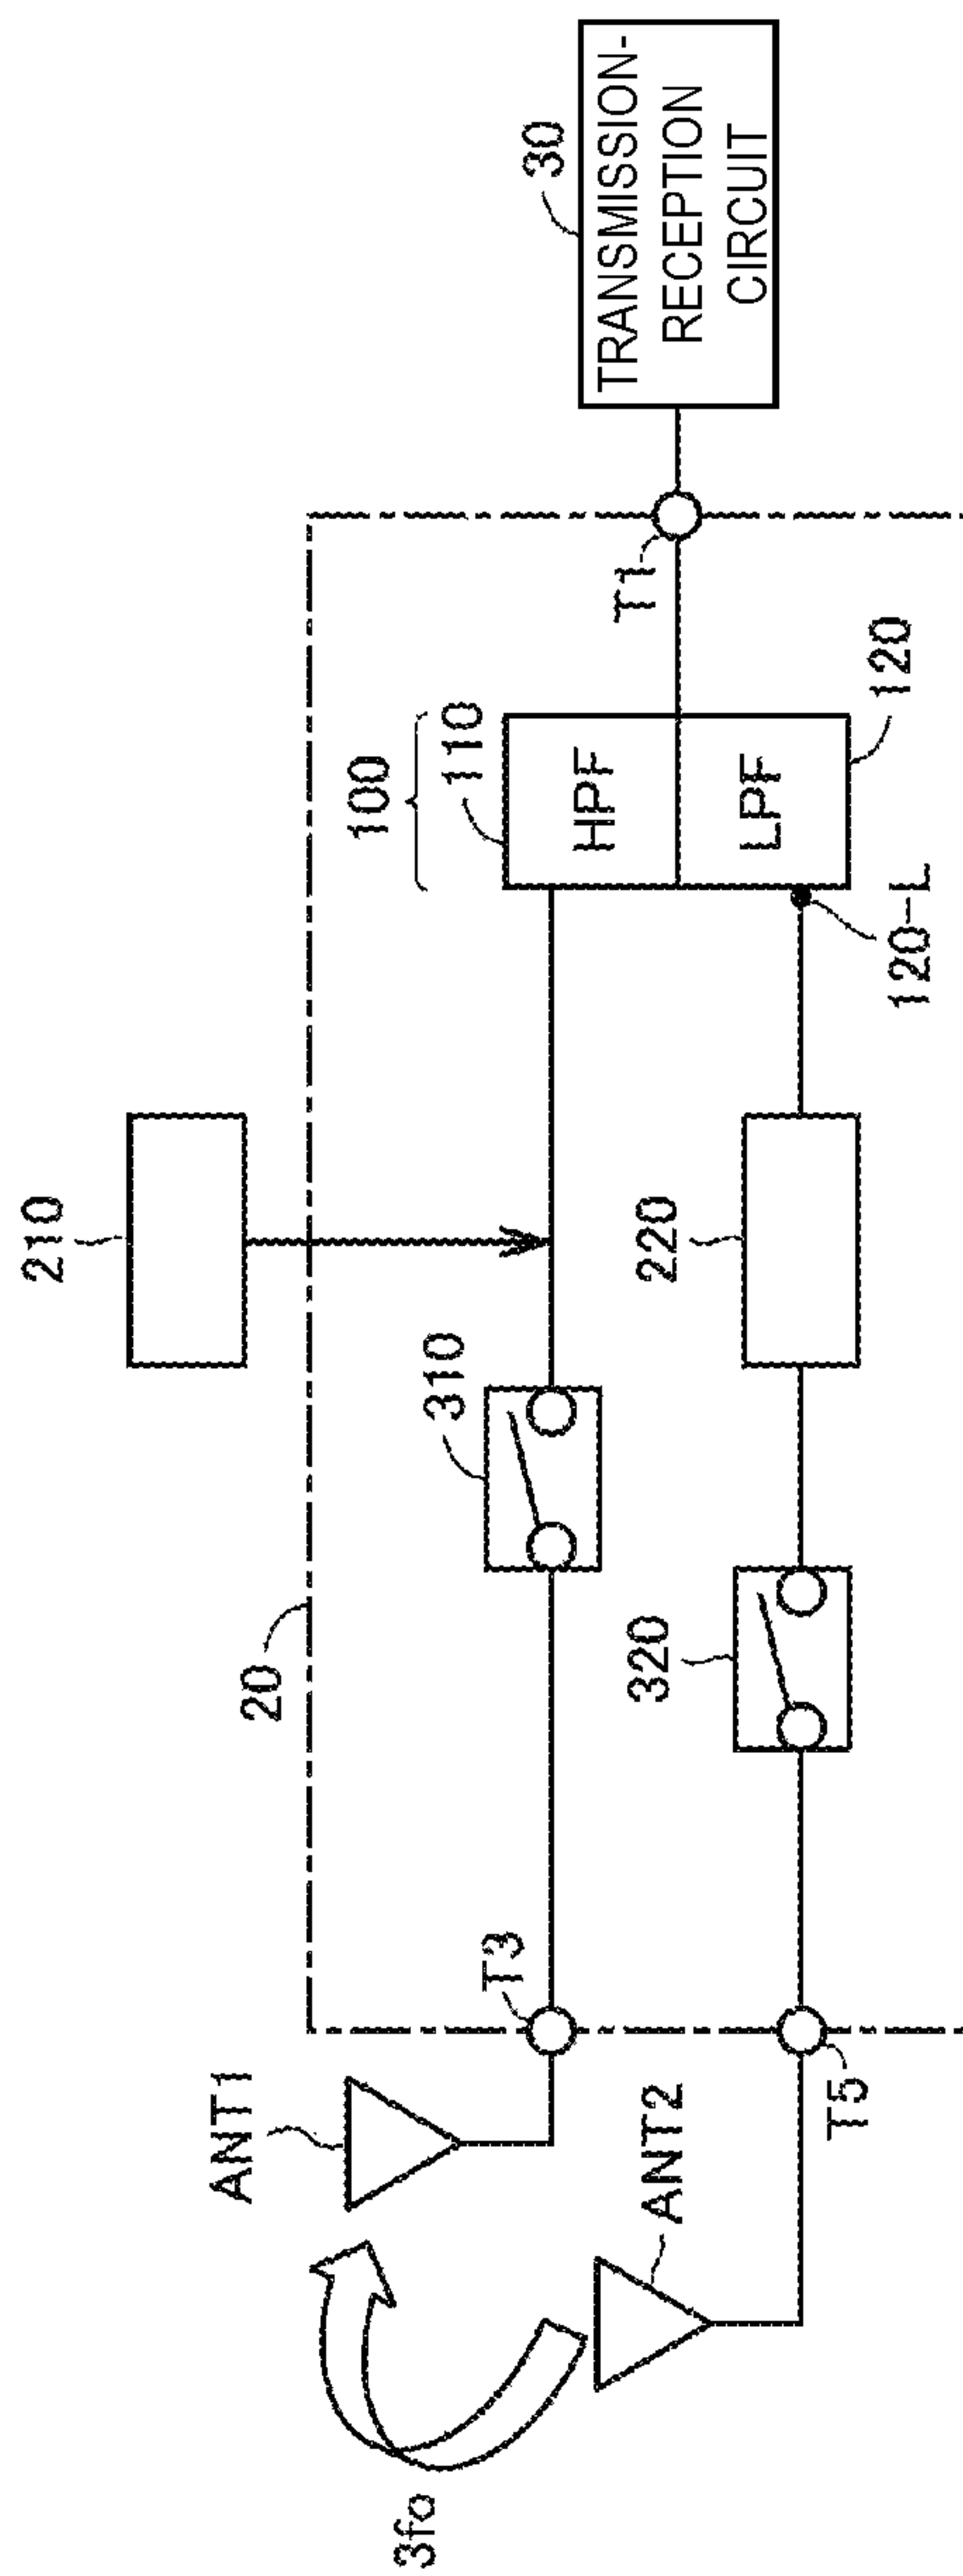 3fo
ANT1
ANT2
T3
T5
20
310
320
210
220
100
110
HPF
LPF
120
120-L
T1
30
TRANSMISSION-
RECEPTION
CIRCUIT